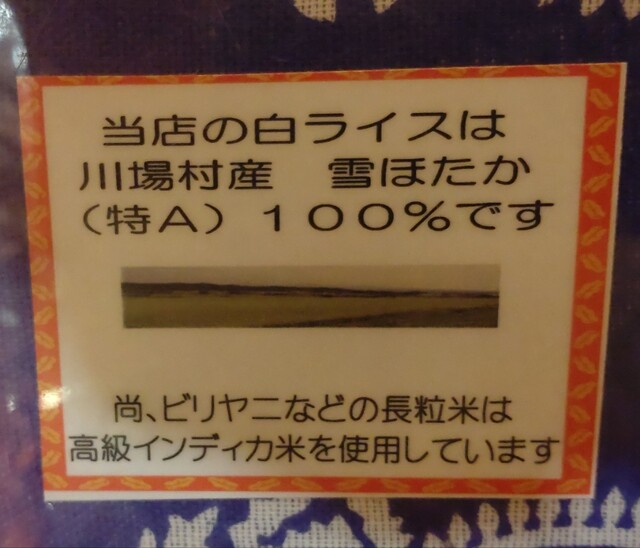 当店の白ライスは
川場村産　雪ほたか
（特Ａ）１００％です
尚、ビリヤニなどの長粒米は
高級インディカ米を使用しています